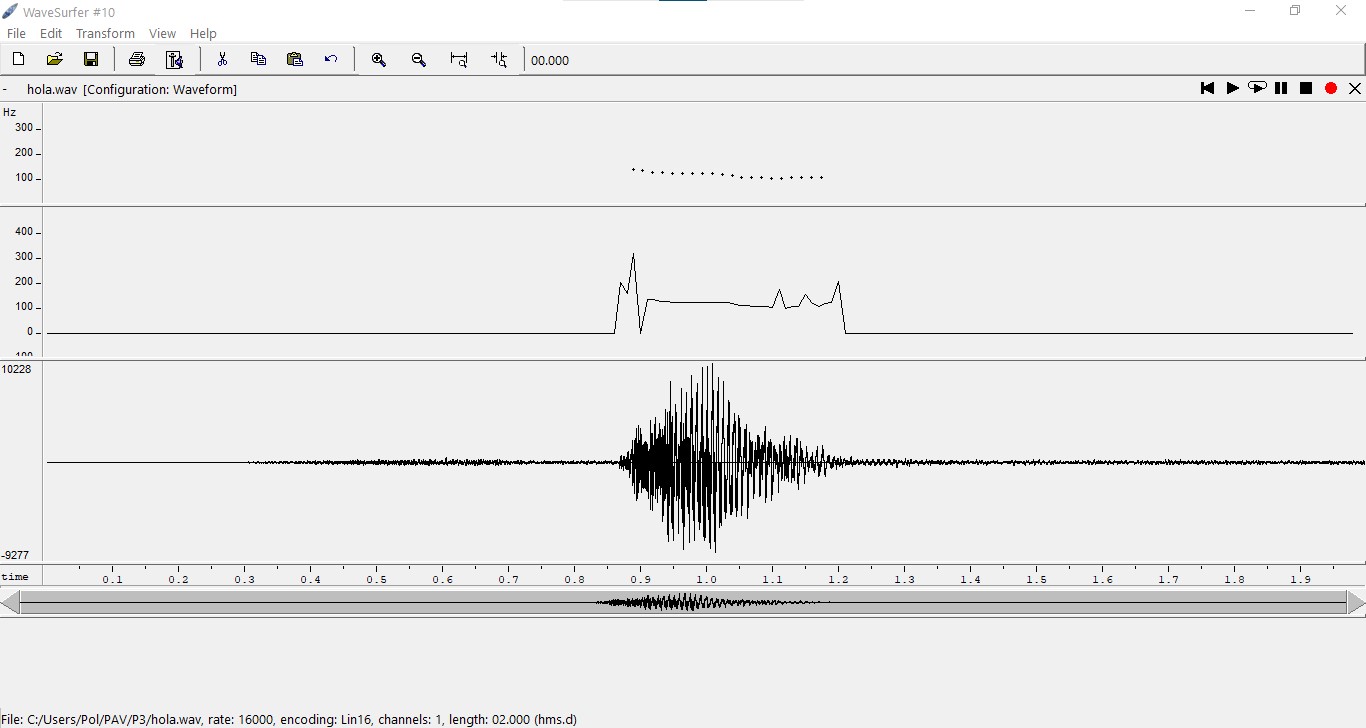 WaveSurfer #10
File Edit Transform View Help
00.000
- hola.wav [Configuration: Waveform]
Hz
300
200
100
400
300
200
100
0
100
10228
-9277
time 0.1 0.2 0.3 0.4 0.5 0.6 0.7 0.8 0.9 1.0 1.1 1.2 1.3 1.4 1.5 1.6 1.7 1.8 1.9
File: C:/Users/Pol/PAV/P3/hola.wav, rate: 16000, encoding: Lin16, channels: 1, length: 02.000 (hms.d)